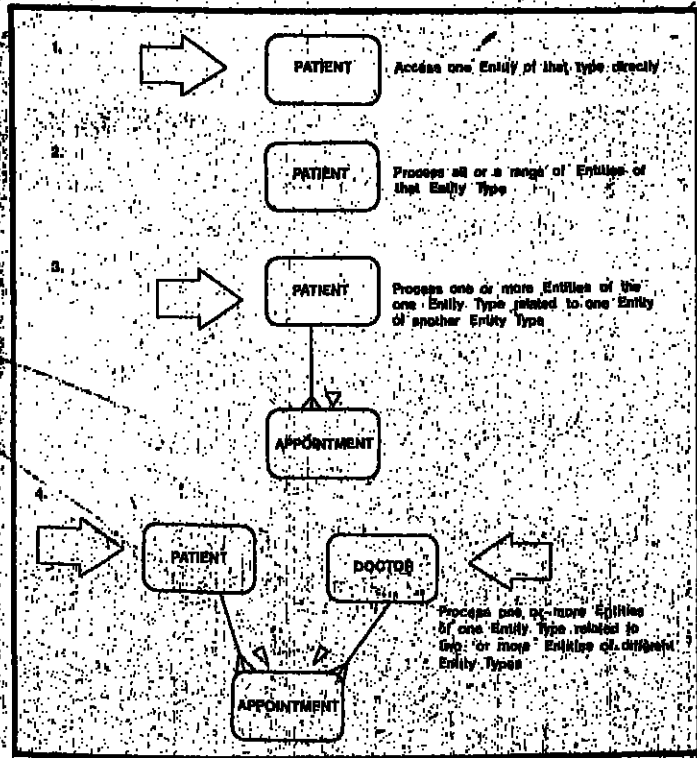 1.
PATIENT
Access one Entity of that type directly
2.
PATIENT
Process all or a range of Entities of
that Entity Type
3.
PATIENT
Process one or more Entities of the
one Entity Type related to one Entity
of another Entity Type
APPOINTMENT
4.
PATIENT
DOCTOR
Process one or more Entities
of one Entity Type related to
two or more Entities of different
Entity Types
APPOINTMENT